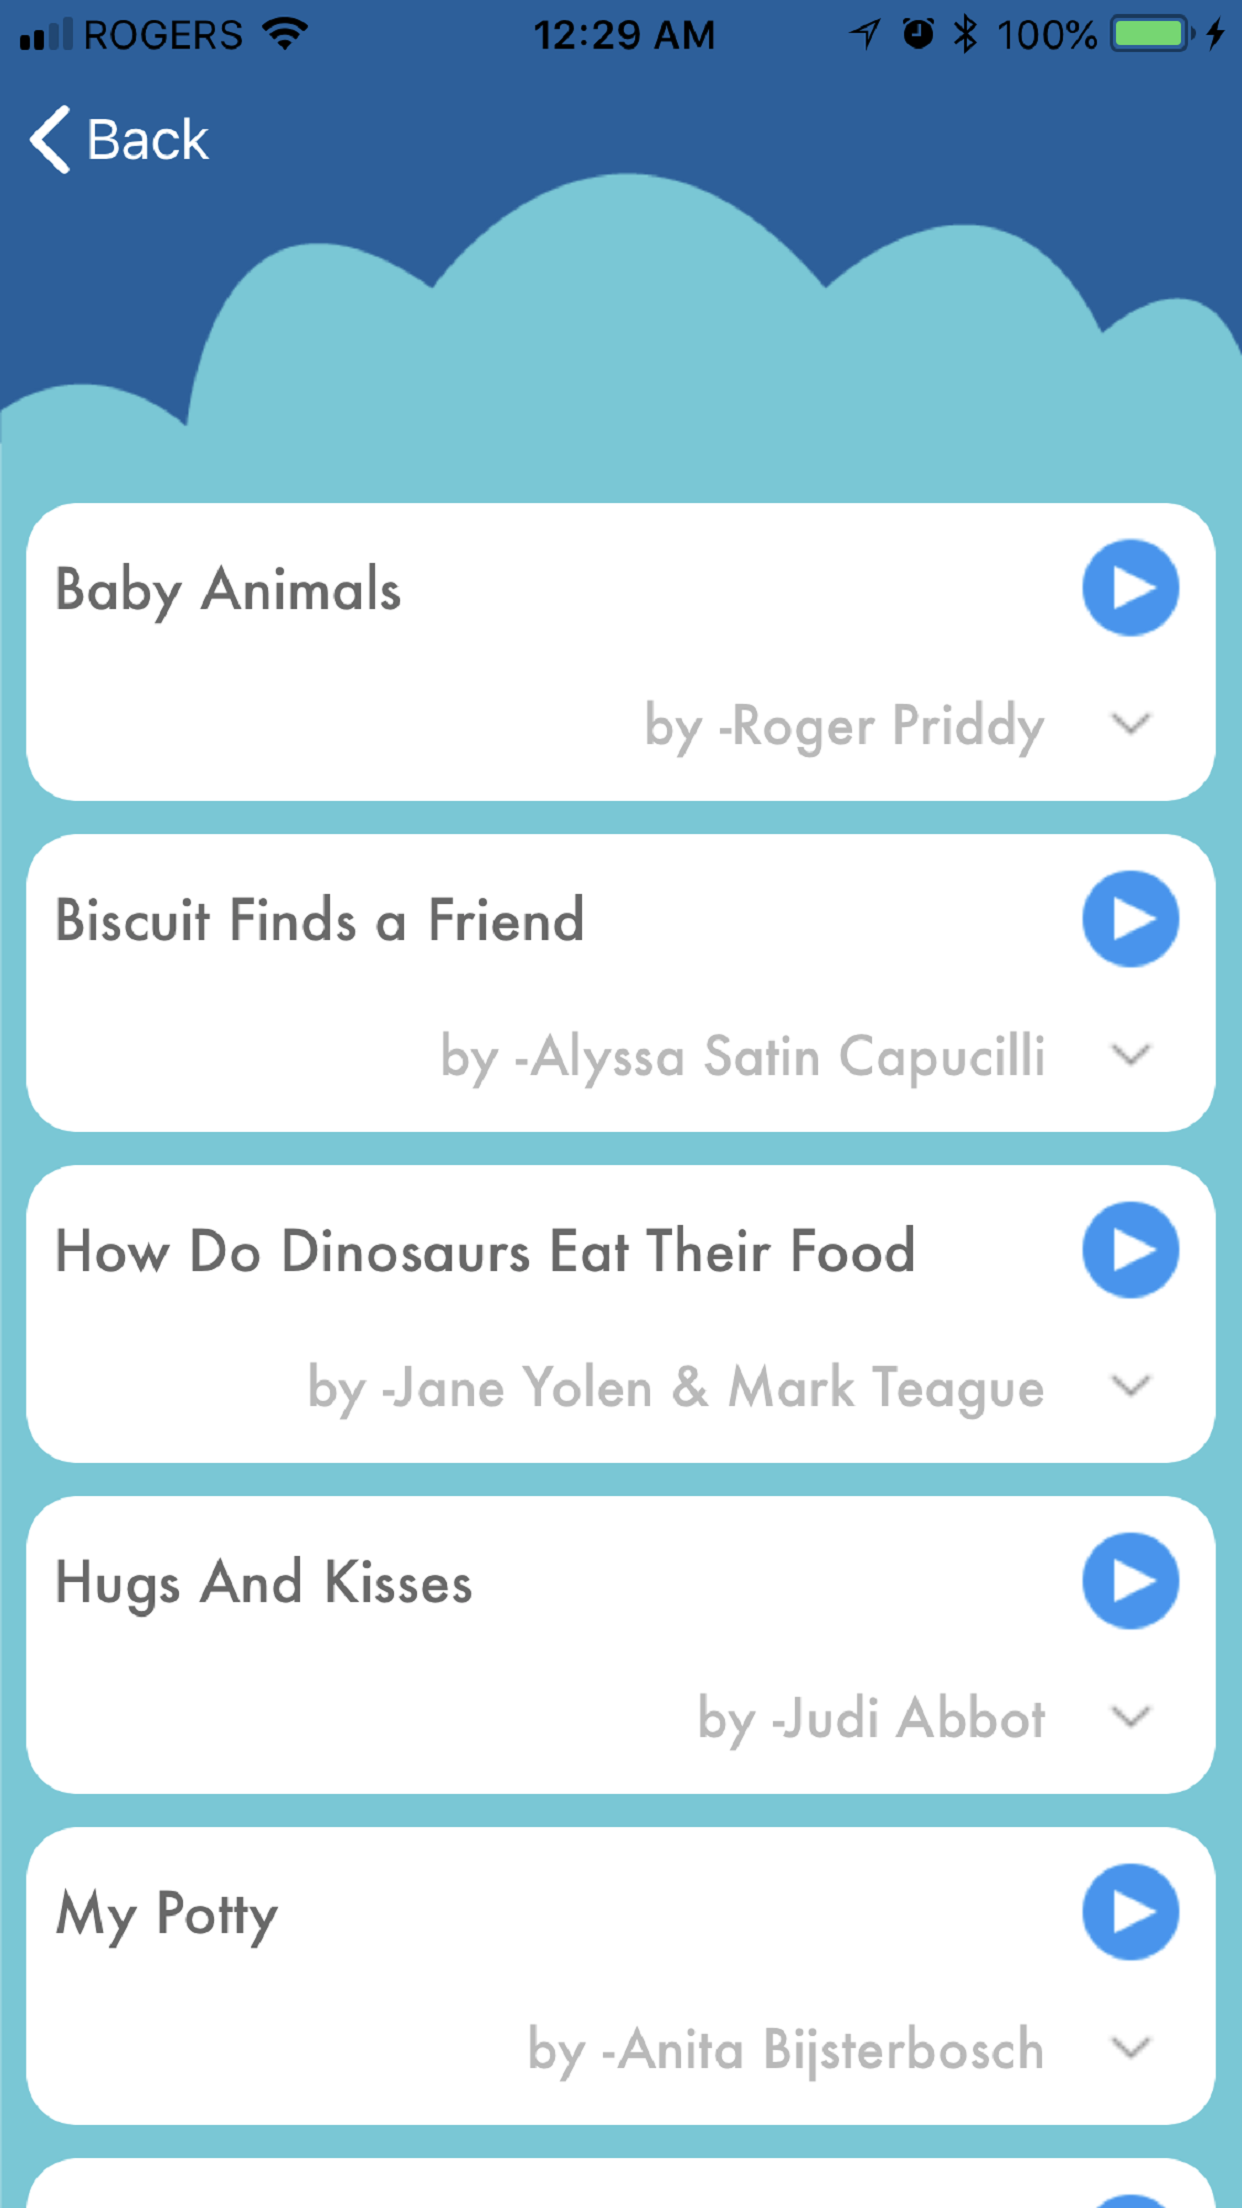 ROGERS 12:29 AM 100%
Back
Baby Animals
by -Roger Priddy
Biscuit Finds a Friend
by -Alyssa Satin Capucilli
How Do Dinosaurs Eat Their Food
by -Jane Yolen & Mark Teague
Hugs And Kisses
by -Judi Abbot
My Potty
by -Anita Bijsterbosch